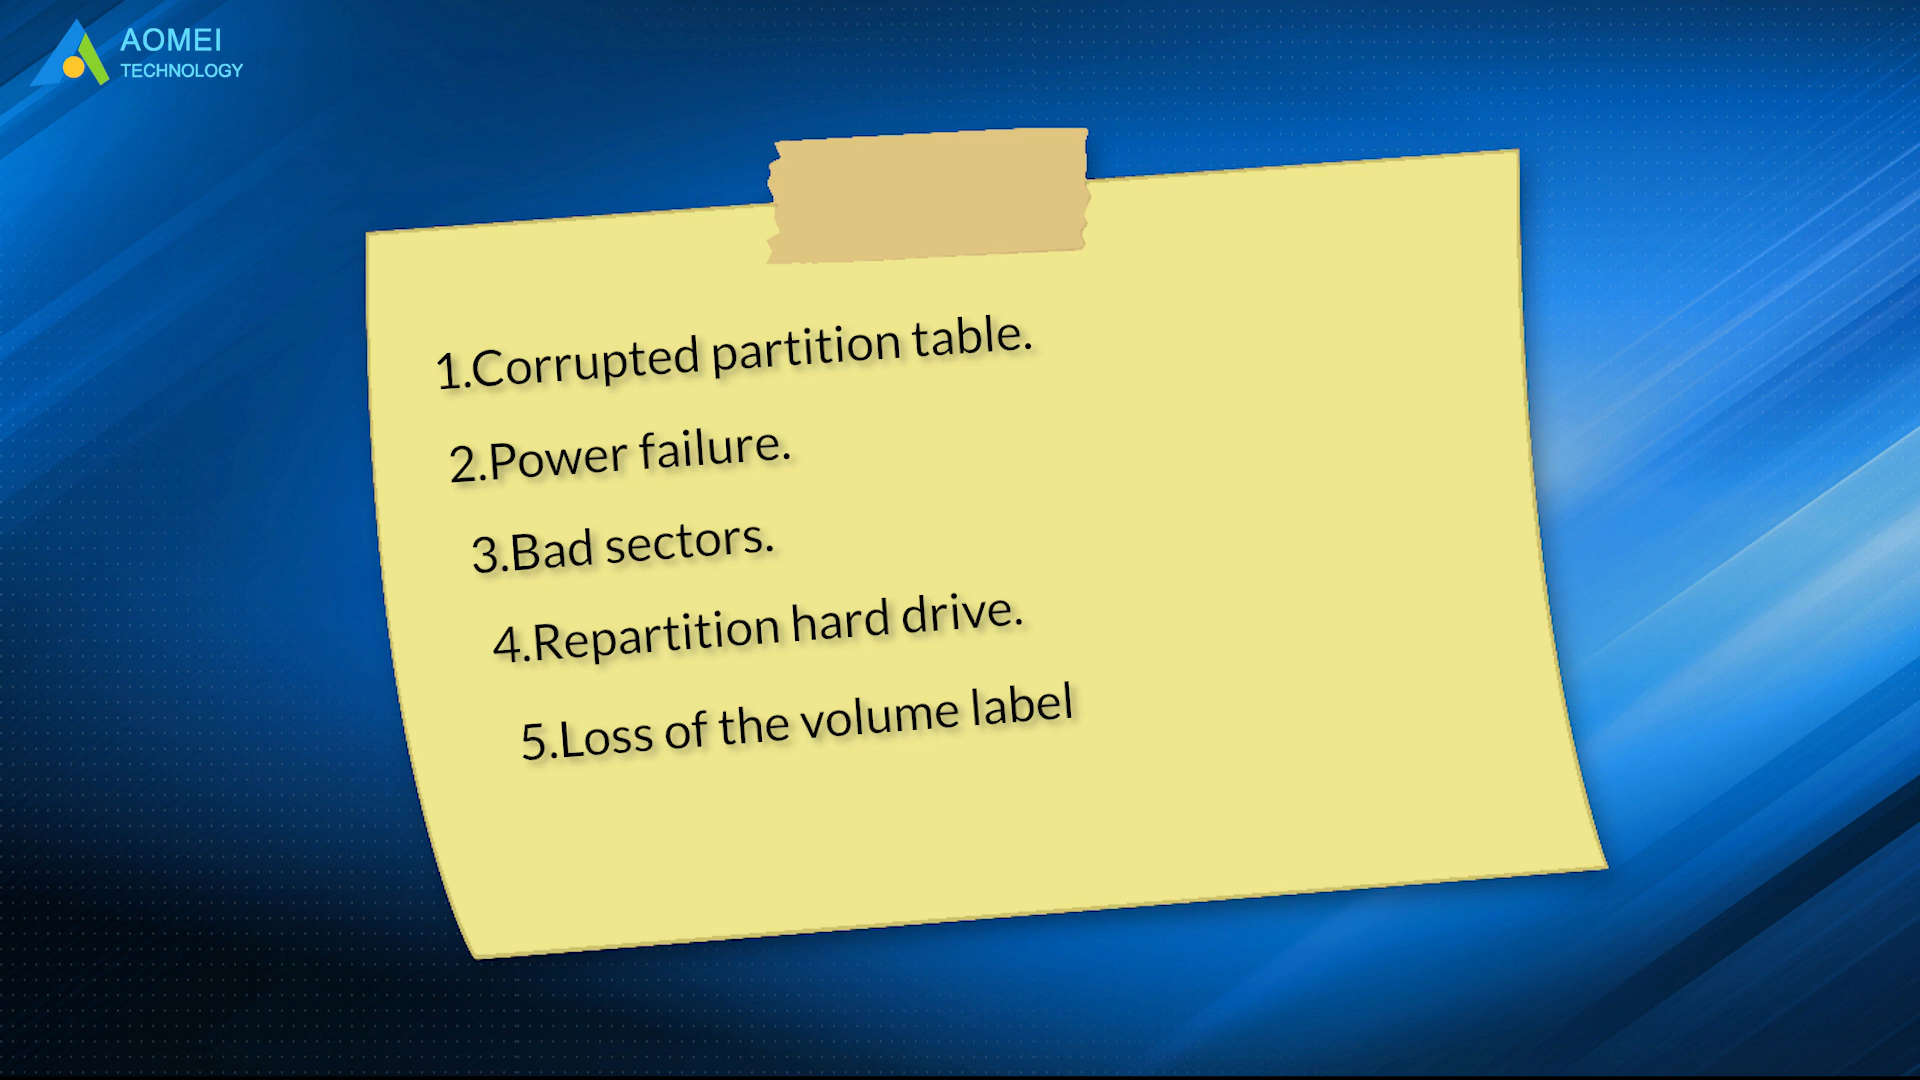 AOMEI
TECHNOLOGY
1.Corrupted partition table.
2.Power failure.
3.Bad sectors.
4.Repartition hard drive.
5.Loss of the volume label